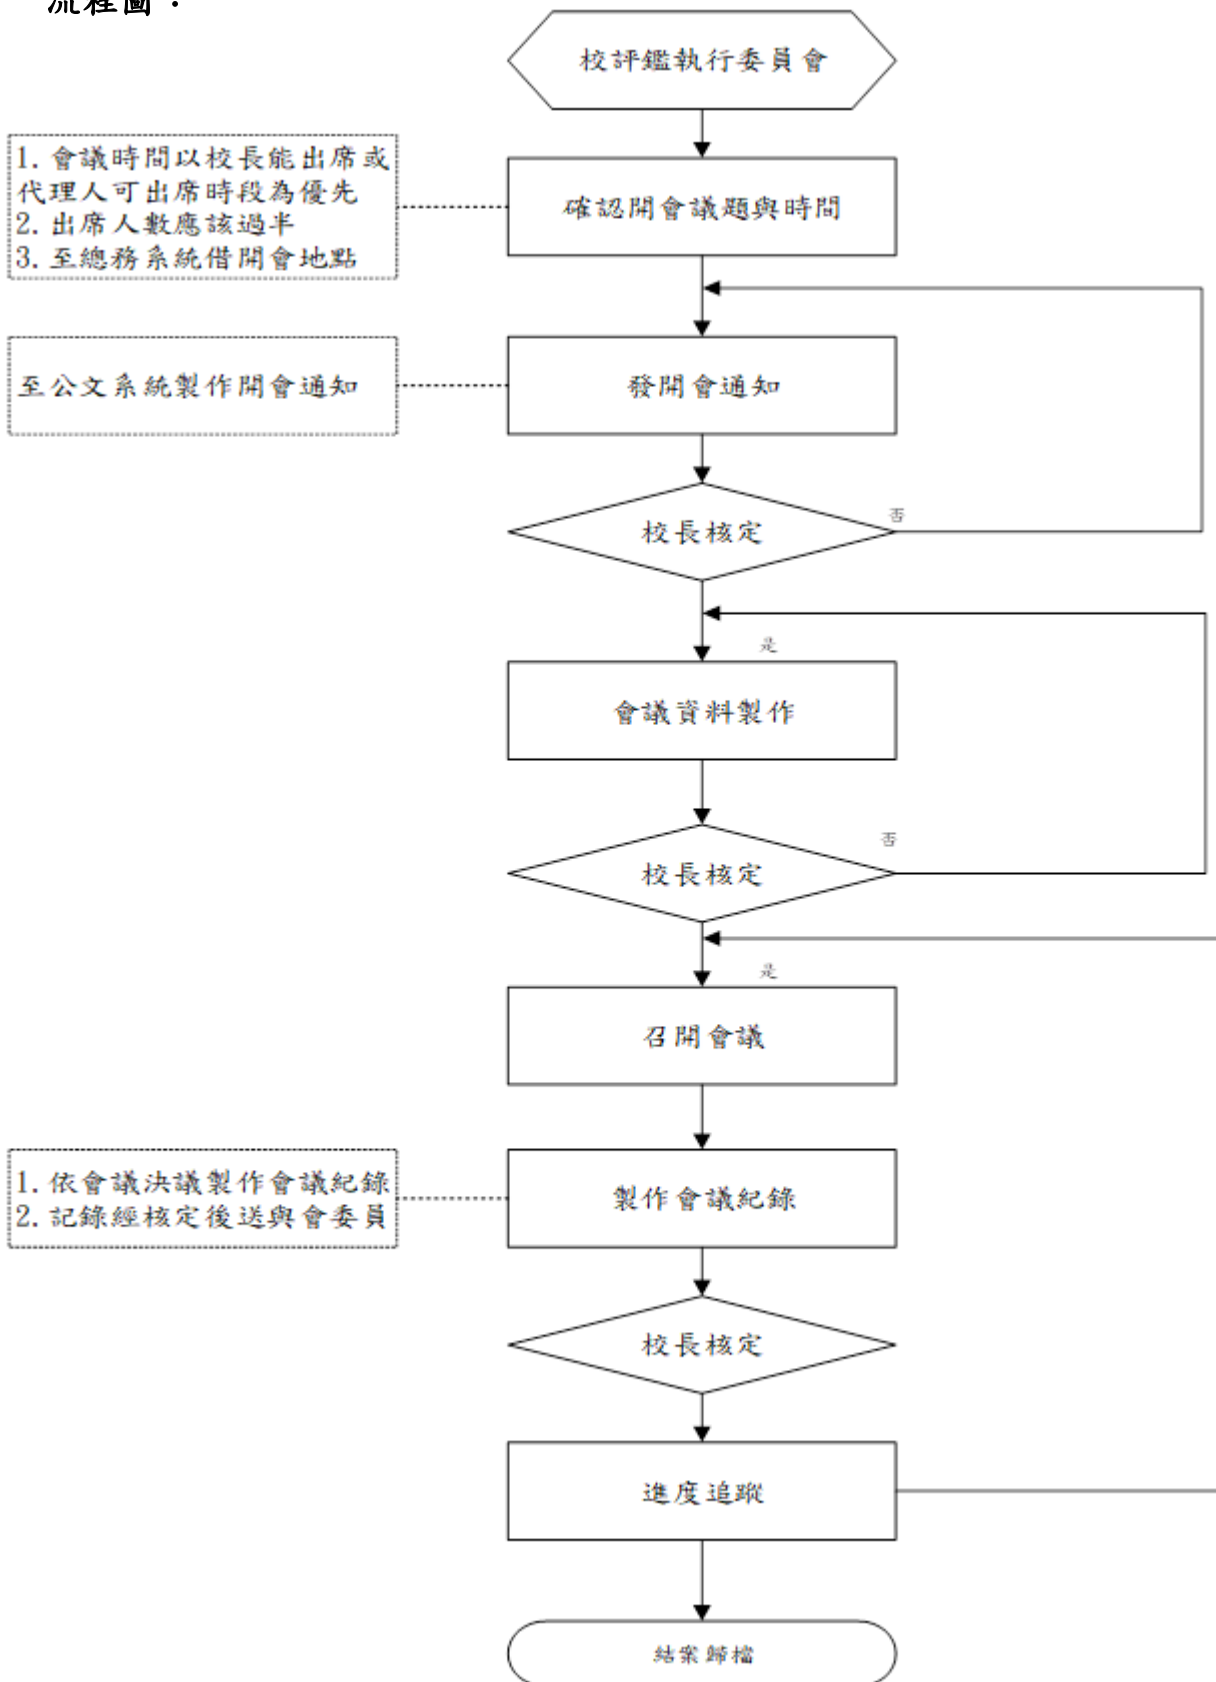 流程圖：
校評鑑執行委員會
1. 會議時間以校長能出席或
代理人可出席時段為優先
2. 出席人數應該過半
3. 至總務系統借開會地點
確認開會議題與時間
至公文系統製作開會通知
發開會通知
校長核定
否
是
會議資料製作
校長核定
否
是
召開會議
1. 依會議決議製作會議紀錄
2. 記錄經核定後送與會委員
製作會議紀錄
校長核定
進度追蹤
結案歸檔